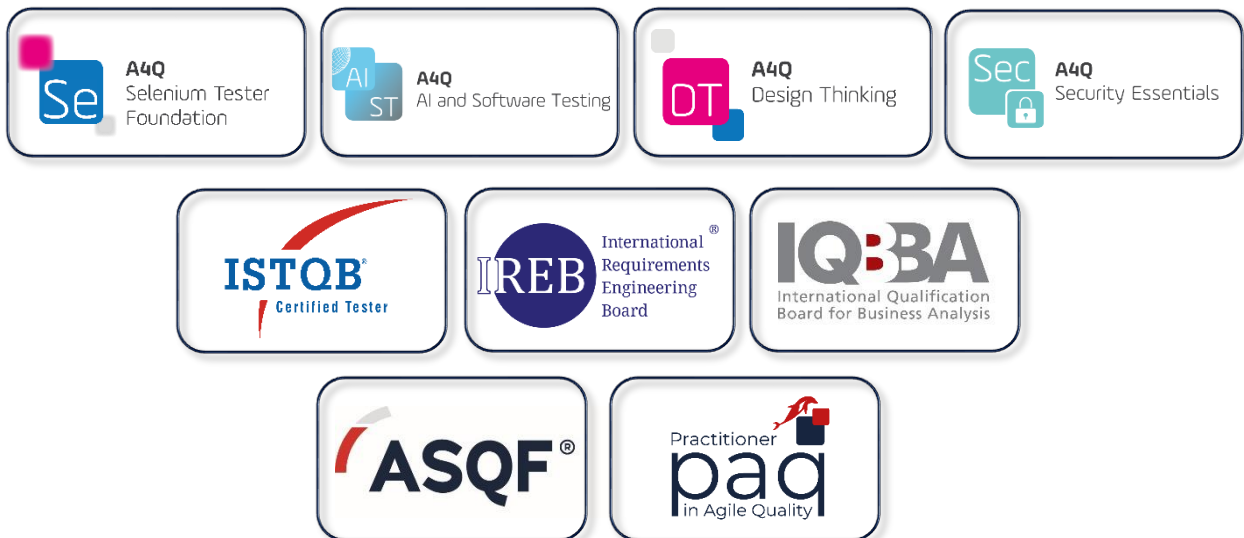 Se
A4Q
Selenium Tester
Foundation
AI
ST
A4Q
AI and Software Testing
DT
A4Q
Design Thinking
Sec
A4Q
Security Essentials
ISTQB®
Certified Tester
IREB
International ®
Requirements
Engineering
Board
IQBBA
International Qualification
Board for Business Analysis
ASQF®
Practitioner
paq
in Agile Quality